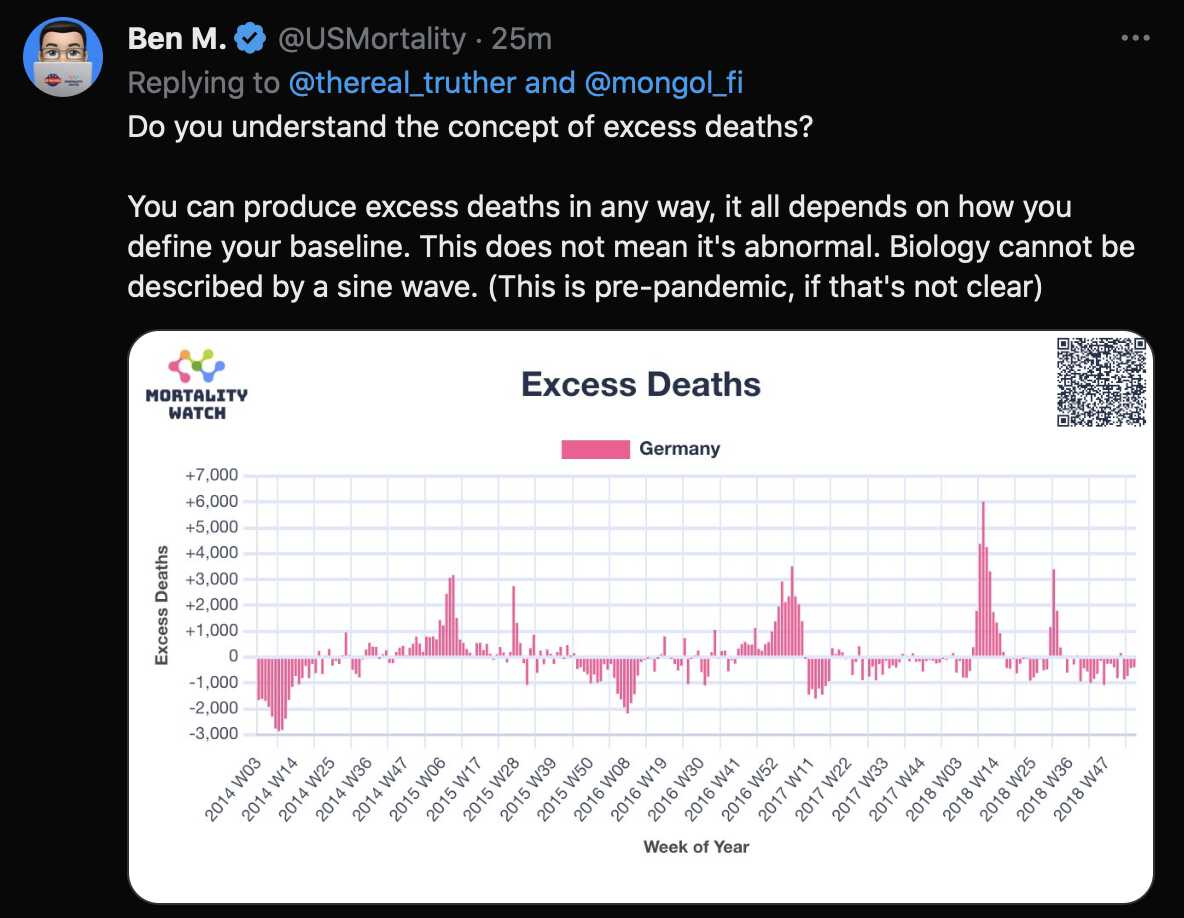 Ben M. @USMortality · 25m
Replying to @thereal_truther and @mongol_fi
Do you understand the concept of excess deaths?
You can produce excess deaths in any way, it all depends on how you
define your baseline. This does not mean it's abnormal. Biology cannot be
described by a sine wave. (This is pre-pandemic, if that's not clear)
MORTALITY
WATCH
Excess Deaths
Germany
+7,000
+6,000
+5,000
+4,000
+3,000
+2,000
+1,000
0
-1,000
-2,000
-3,000
Excess Deaths
2014 W03
2014 W14
2014 W25
2014 W36
2014 W47
2015 W06
2015 W17
2015 W28
2015 W39
2015 W50
2016 W08
2016 W19
2016 W30
2016 W41
2016 W52
2017 W11
2017 W22
2017 W33
2017 W44
2018 W03
2018 W14
2018 W25
2018 W36
2018 W47
Week of Year